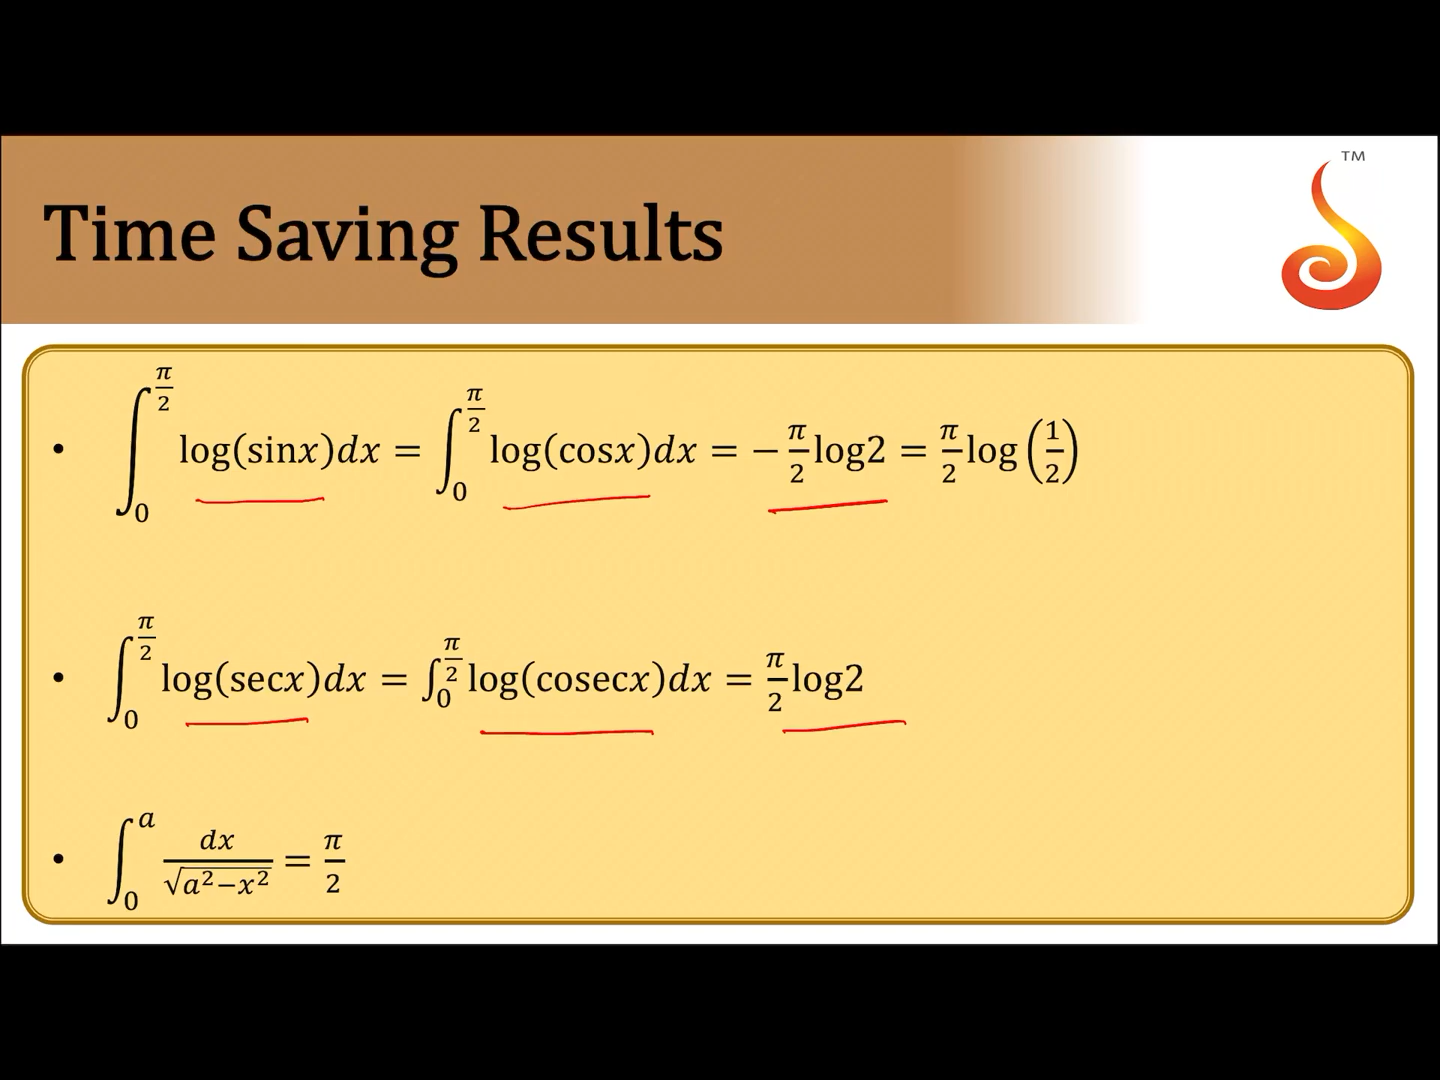 TM
Time Saving Results
• ∫₀^{π/2} log(sinx)dx = ∫₀^{π/2} log(cosx)dx = −π/2 log2 = π/2 log(1/2)
• ∫₀^{π/2} log(secx)dx = ∫₀^{π/2} log(cosecx)dx = π/2 log2
• ∫₀^a dx/√(a²−x²) = π/2